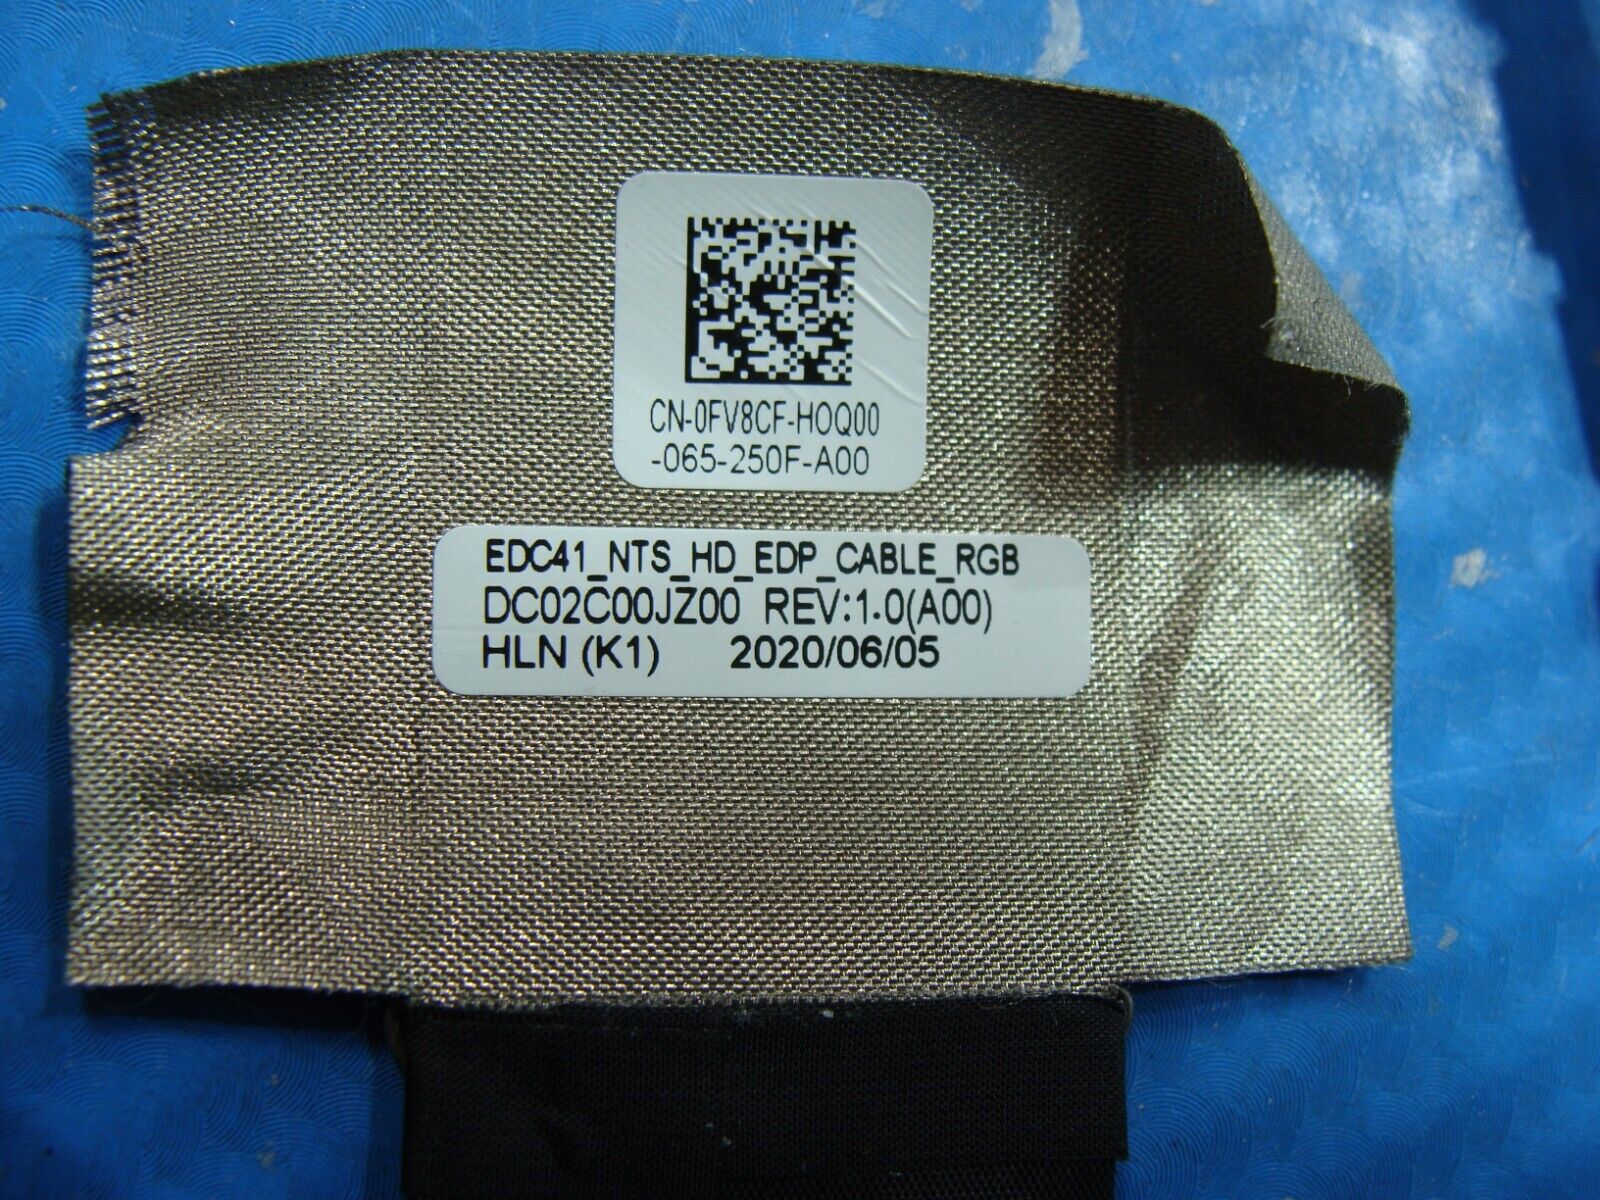 CN-0FV8CF-HOQ00
-065-250F-A00
EDC41_NTS_HD_EDP_CABLE_RGB
DC02C00JZ00 REV:1.0(A00)
HLN (K1) 2020/06/05